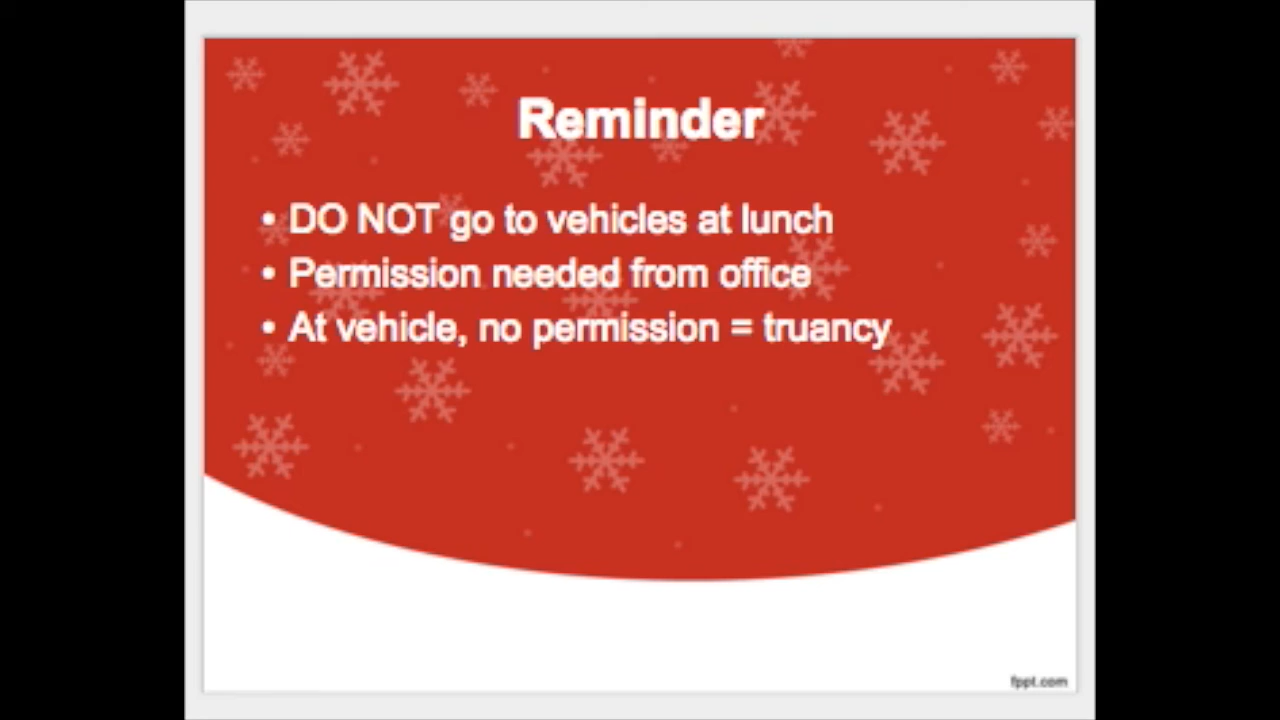 Reminder
• DO NOT go to vehicles at lunch
• Permission needed from office
• At vehicle, no permission = truancy
fppt.com